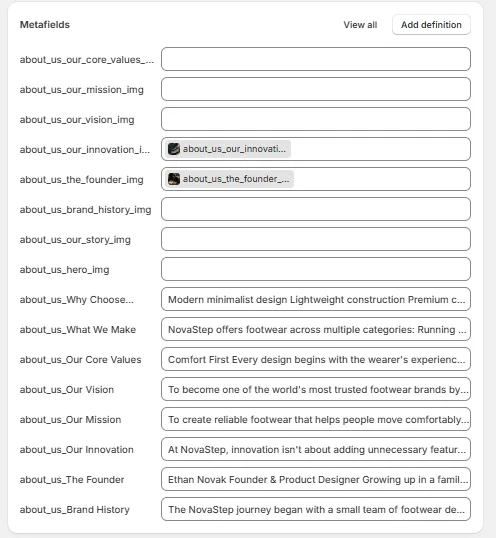 Metafields
View all
Add definition
about_us_our_core_values_...
about_us_our_mission_img
about_us_our_vision_img
about_us_our_innovation_i...
about_us_our_innovati...
about_us_the_founder_img
about_us_the_founder_...
about_us_brand_history_img
about_us_our_story_img
about_us_hero_img
about_us_Why Choose...
Modern minimalist design Lightweight construction Premium c...
about_us_What We Make
NovaStep offers footwear across multiple categories: Running ...
about_us_Our Core Values
Comfort First Every design begins with the wearer's experienc...
about_us_Our Vision
To become one of the world's most trusted footwear brands by...
about_us_Our Mission
To create reliable footwear that helps people move comfortably...
about_us_Our Innovation
At NovaStep, innovation isn't about adding unnecessary featur...
about_us_The Founder
Ethan Novak Founder & Product Designer Growing up in a famil...
about_us_Brand History
The NovaStep journey began with a small team of footwear de...